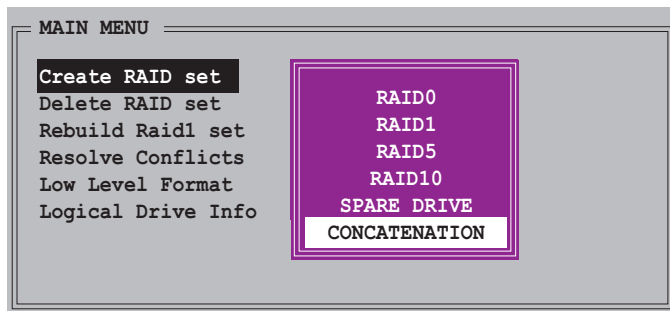 MAIN MENU
Create RAID set
Delete RAID set
Rebuild Raid1 set
Resolve Conflicts
Low Level Format
Logical Drive Info
RAID0
RAID1
RAID5
RAID10
SPARE DRIVE
CONCATENATION